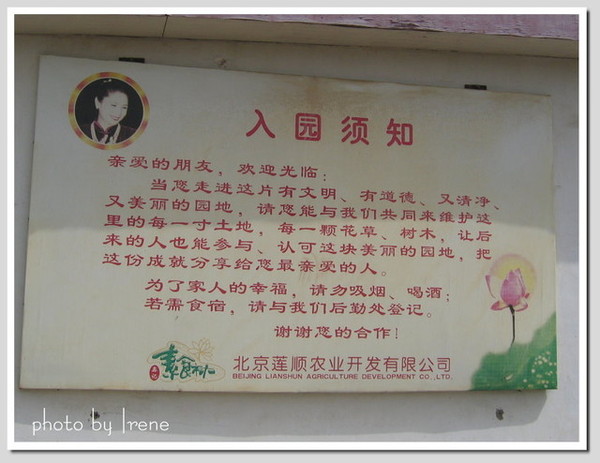 入园须知
亲爱的朋友，欢迎光临：
当您走进这片有文明、有道德、又清净、
又美丽的园地，请您能与我们共同来维护这
里的每一寸土地，每一颗花草、树木，让后
来的人也能参与、认可这块美丽的园地，把
这份成就分享给您最亲爱的人。
为了家人的幸福，请勿吸烟、喝酒；
若需食宿，请与我们后勤处登记。
谢谢您的合作！
北京莲顺农业开发有限公司
BEIJING LIANSHUN AGRICULTURE DEVELOPMENT CO.,LTD.
photo by Irene